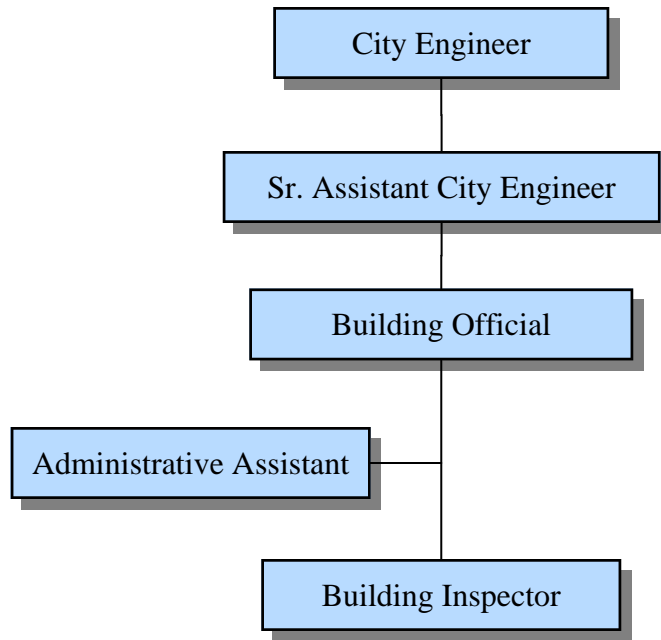 City Engineer
Sr. Assistant City Engineer
Building Official
Administrative Assistant
Building Inspector